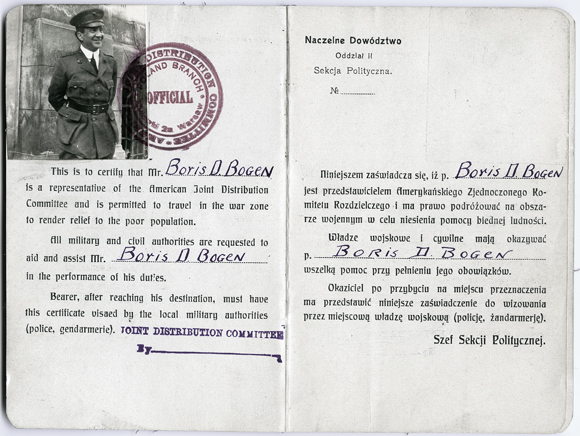 DISTRIBUTION COMMITTEE
LAND BRANCH
OFFICIAL
2a Warsaw
This is to certify that Mr. Boris D. Bogen
is a representative of the American Joint Distribution
Committee and is permitted to travel in the war zone
to render relief to the poor population.
All military and civil authorities are requested to
aid and assist Mr. Boris D Bogen
in the performance of his duties.
Bearer, after reaching his destination, must have
this certificate visaed by the local military authorities
(police, gendarmerie). JOINT DISTRIBUTION COMMITTEE
By
Naczelne Dowództwo
Oddział II
Sekcja Polityczna.
№
Niniejszem zaświadcza się, iż p. Boris D. Bogen
jest przedstawicielem Amerykańskiego Zjednoczonego Ko-
mitetu Rozdzielczego i ma prawo podróżować na obsza-
rze wojennym w celu niesienia pomocy biednej ludności.
Władze wojskowe i cywilne mają okazywać
p. Boris D. Bogen
wszelką pomoc przy pełnieniu jego obowiązków.
Okaziciel po przybyciu na miejscu przeznaczenia
ma przedstawić niniejsze zaświadczenie do wizowania
przez miejscową władzę wojskową (policję, żandarmerję).
Szef Sekcji Politycznej.